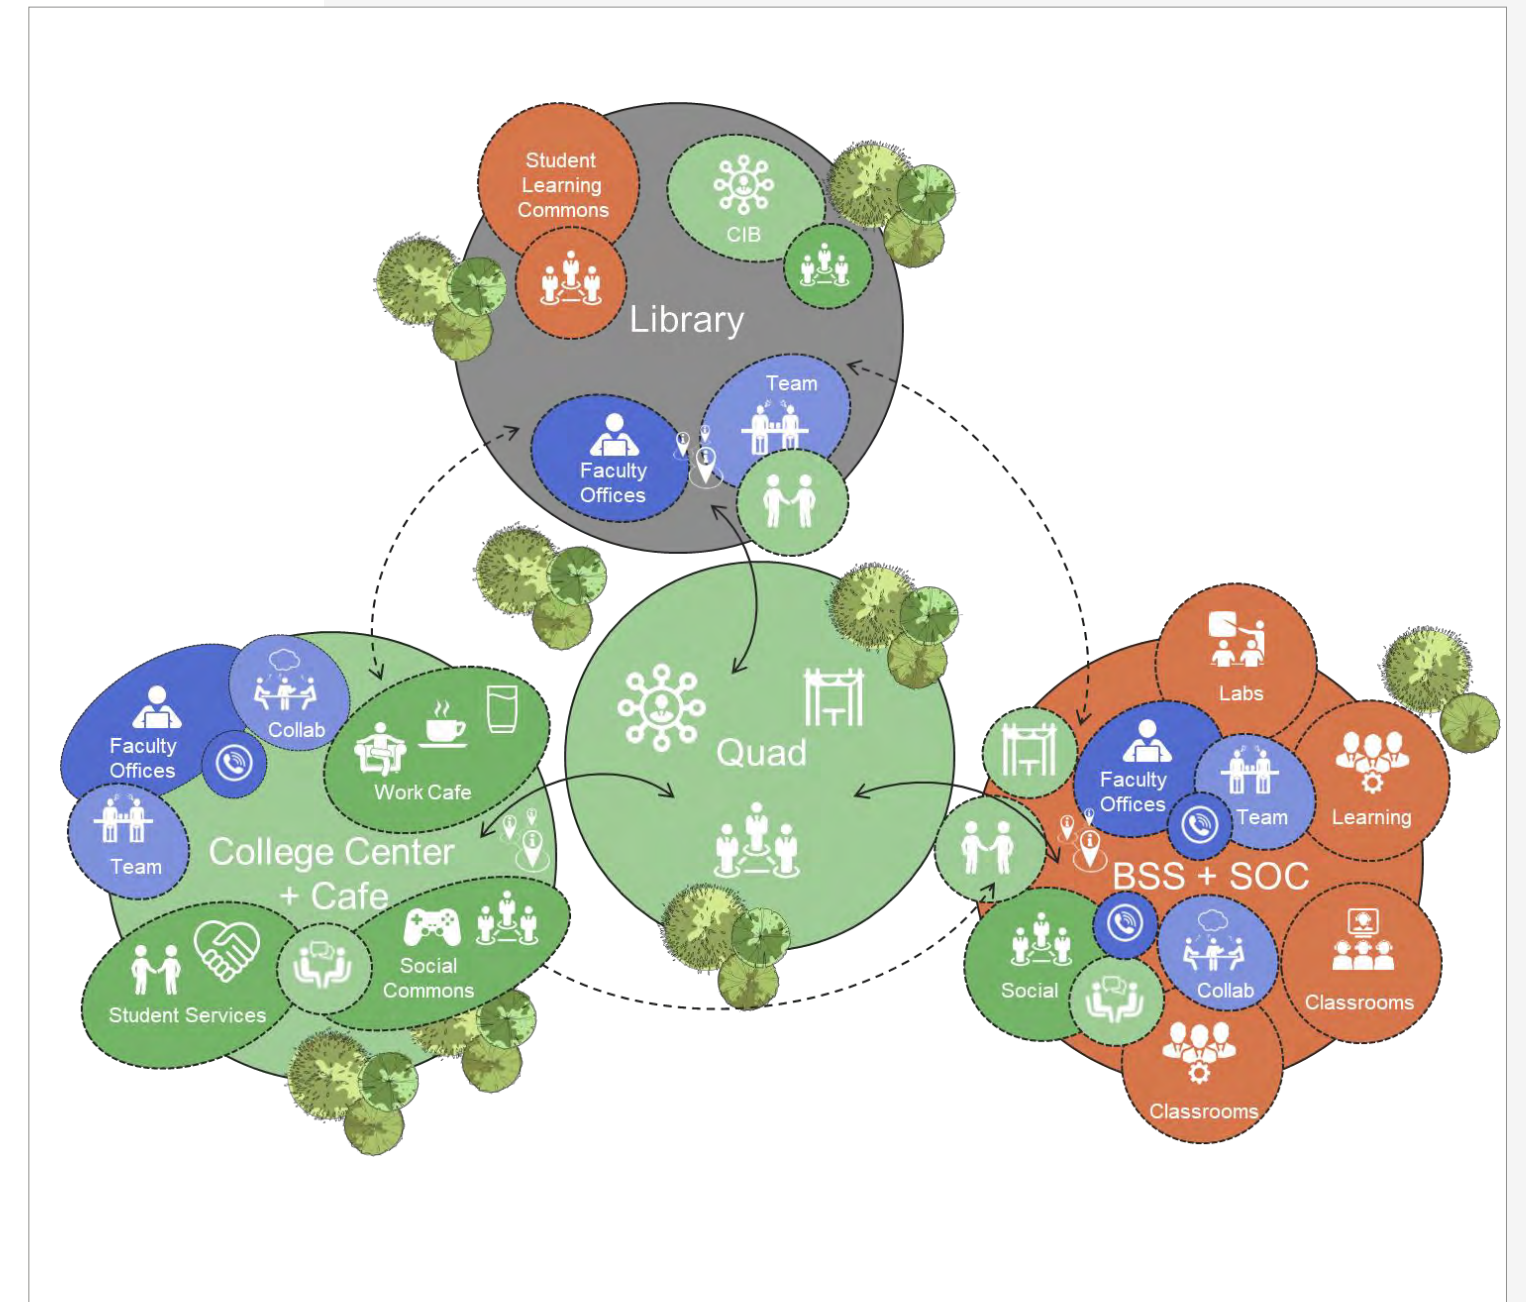 Student
Learning
Commons
CIB
Library
Team
Faculty
Offices
Quad
Faculty
Offices
Collab
Work Cafe
Team
College Center
+ Cafe
Student Services
Social
Commons
Labs
Faculty
Offices
Team
Learning
BSS + SOC
Social
Collab
Classrooms
Classrooms